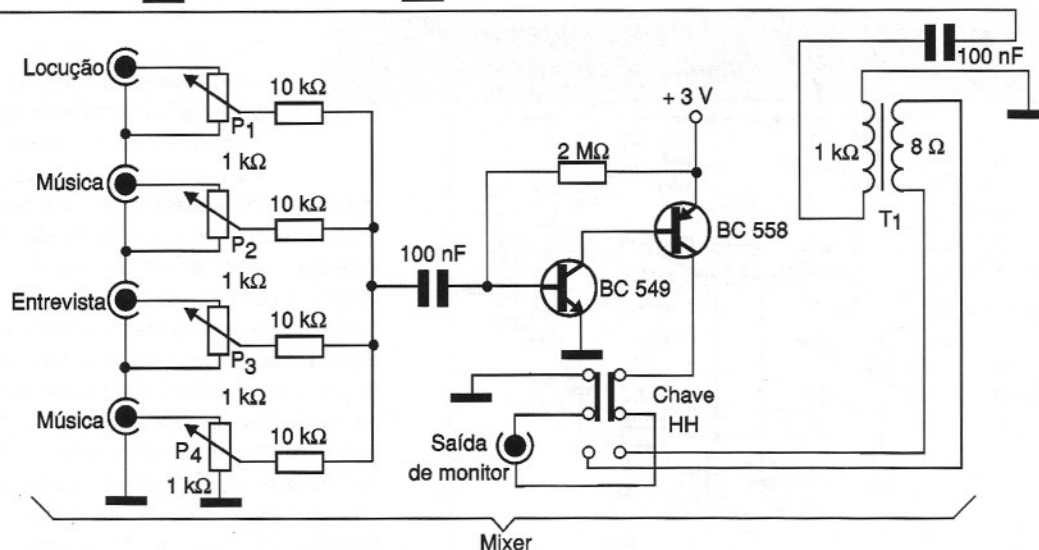 100 nF
Locução
P1
10 kΩ
1 kΩ
Música
P2
10 kΩ
1 kΩ
Entrevista
P3
10 kΩ
1 kΩ
Música
P4
10 kΩ
1 kΩ
100 nF
2 MΩ
+ 3 V
BC 558
BC 549
1 kΩ
8 Ω
T1
Chave
HH
Saída
de monitor
Mixer